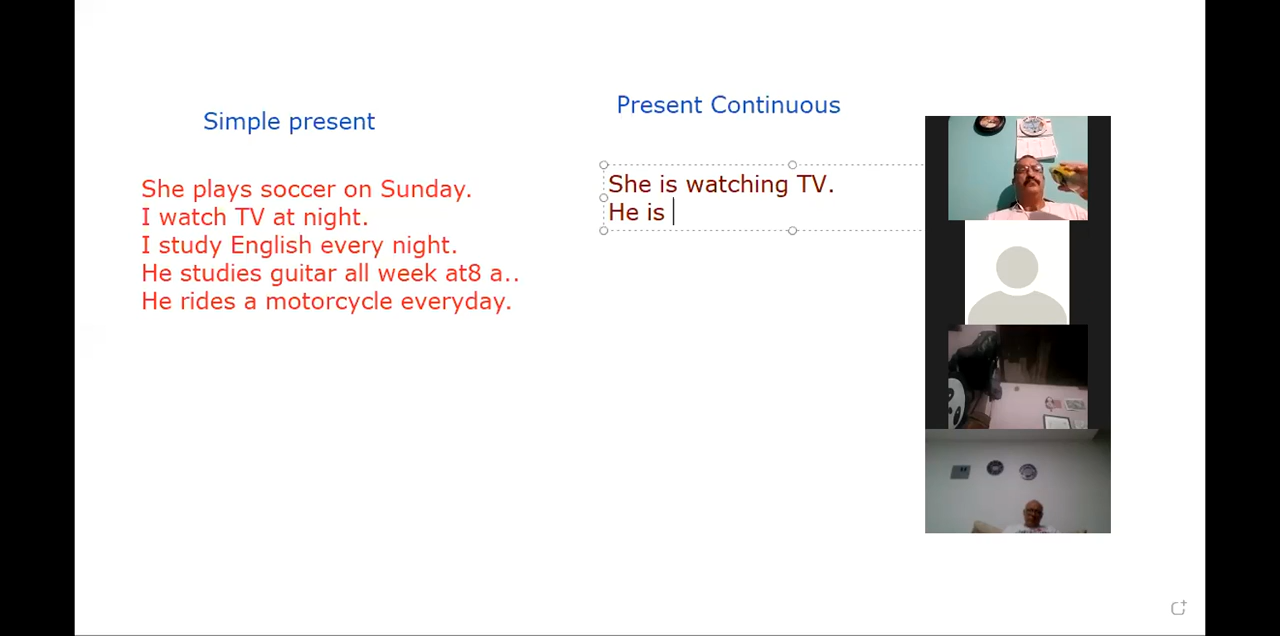 Simple present
She plays soccer on Sunday.
I watch TV at night.
I study English every night.
He studies guitar all week at8 a..
He rides a motorcycle everyday.
Present Continuous
She is watching TV.
He is